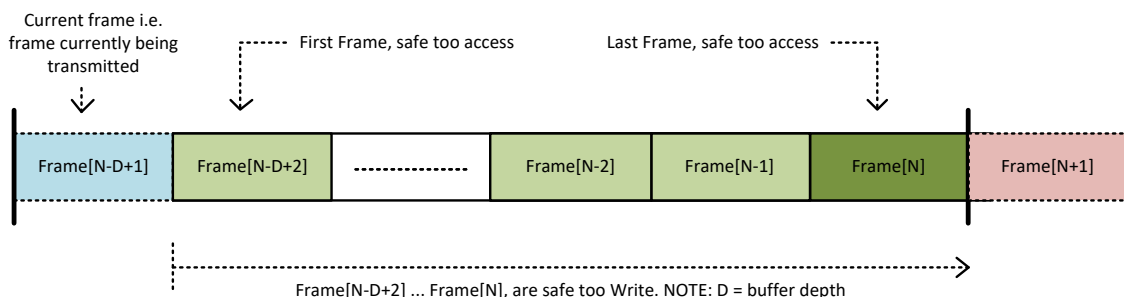 Current frame i.e.
frame currently being
transmitted
First Frame, safe too access
Last Frame, safe too access
Frame[N-D+1]
Frame[N-D+2]
Frame[N-2]
Frame[N-1]
Frame[N]
Frame[N+1]
Frame[N-D+2] ... Frame[N], are safe too Write. NOTE: D = buffer depth